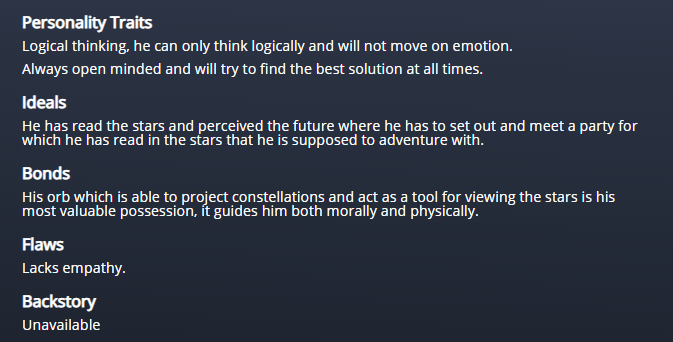 Personality Traits
Logical thinking, he can only think logically and will not move on emotion.
Always open minded and will try to find the best solution at all times.
Ideals
He has read the stars and perceived the future where he has to set out and meet a party for
which he has read in the stars that he is supposed to adventure with.
Bonds
His orb which is able to project constellations and act as a tool for viewing the stars is his
most valuable possession, it guides him both morally and physically.
Flaws
Lacks empathy.
Backstory
Unavailable